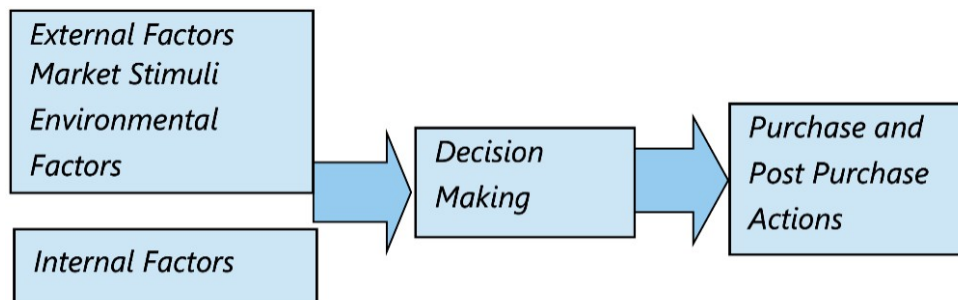 External Factors
Market Stimuli
Environmental
Factors
Internal Factors
Decision
Making
Purchase and
Post Purchase
Actions